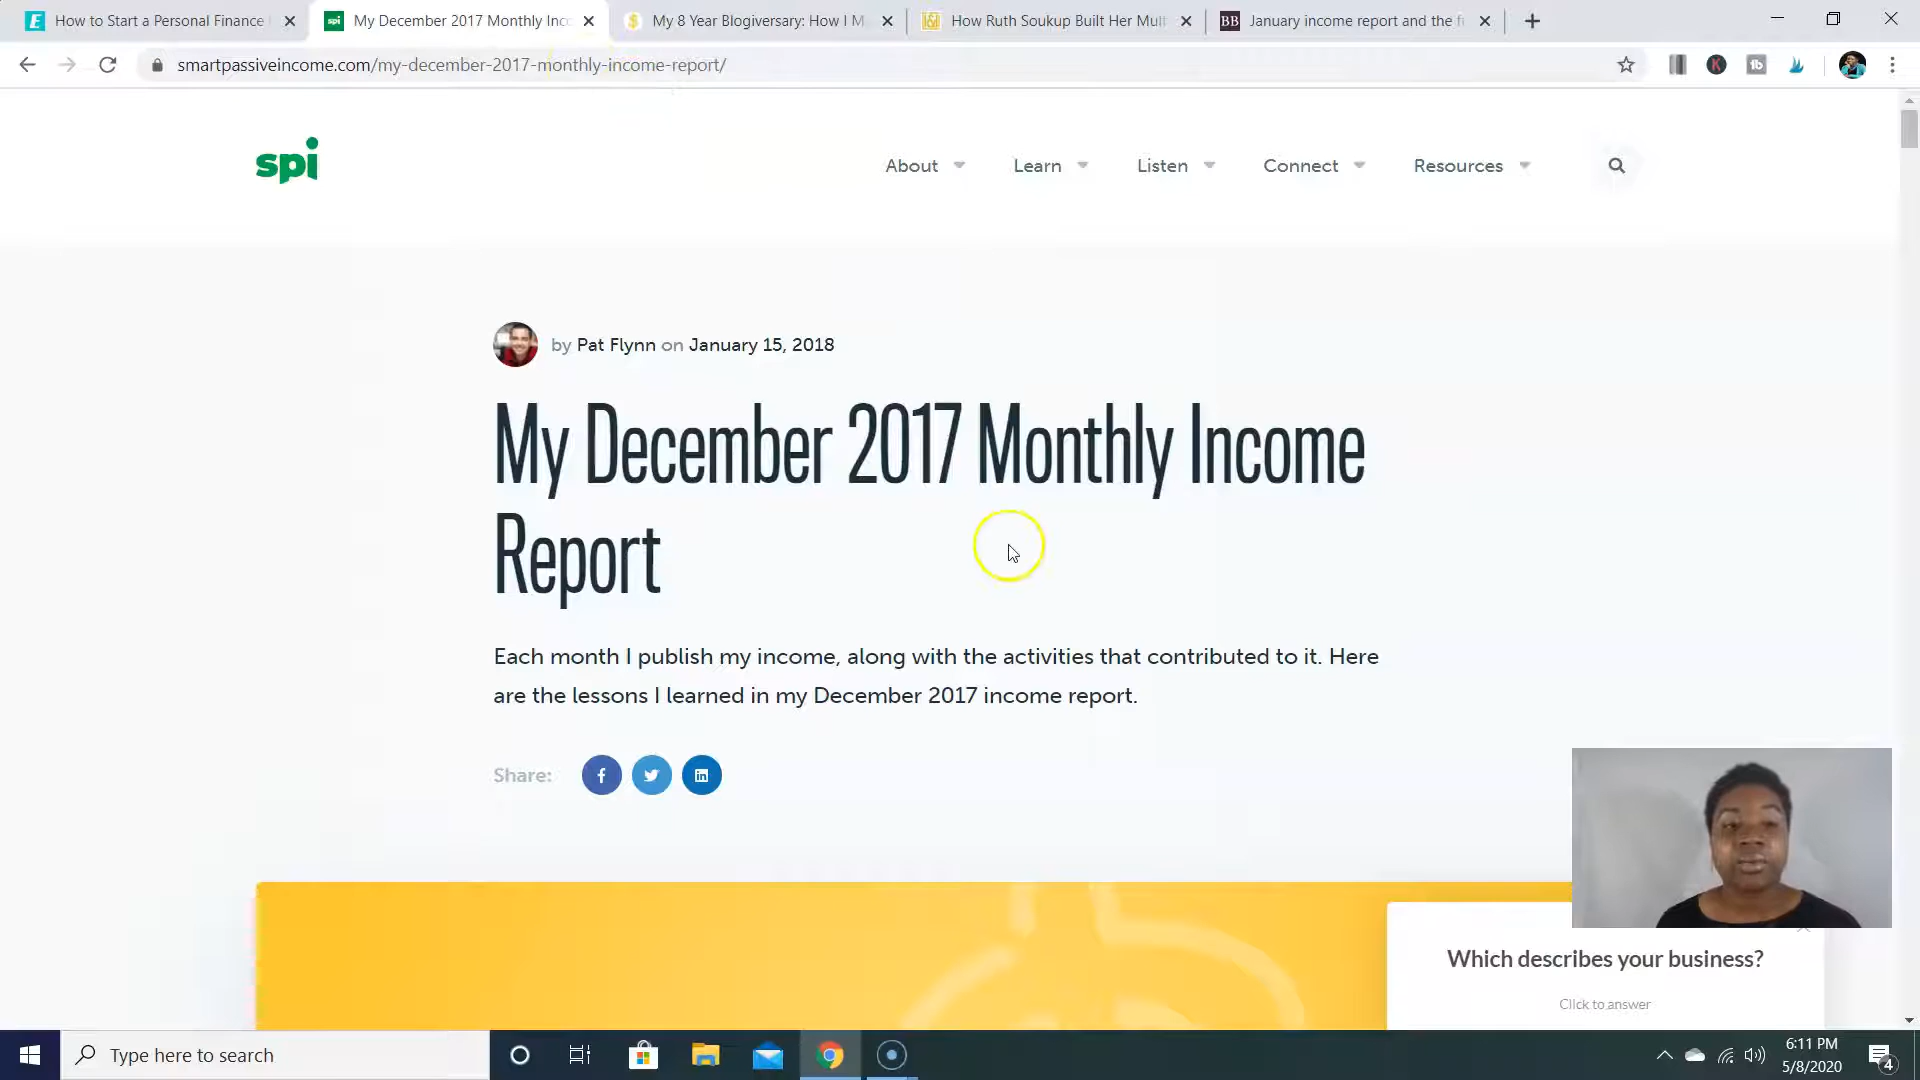 How to Start a Personal Finance
My December 2017 Monthly Inc
My 8 Year Blogiversary: How I M
How Ruth Soukup Built Her Mult
January income report and the f
smartpassiveincome.com/my-december-2017-monthly-income-report/
spi
About
Learn
Listen
Connect
Resources
by Pat Flynn on January 15, 2018
My December 2017 Monthly Income
Report
Each month I publish my income, along with the activities that contributed to it. Here
are the lessons I learned in my December 2017 income report.
Share:
Which describes your business?
Click to answer
Type here to search
6:11 PM
5/8/2020
4